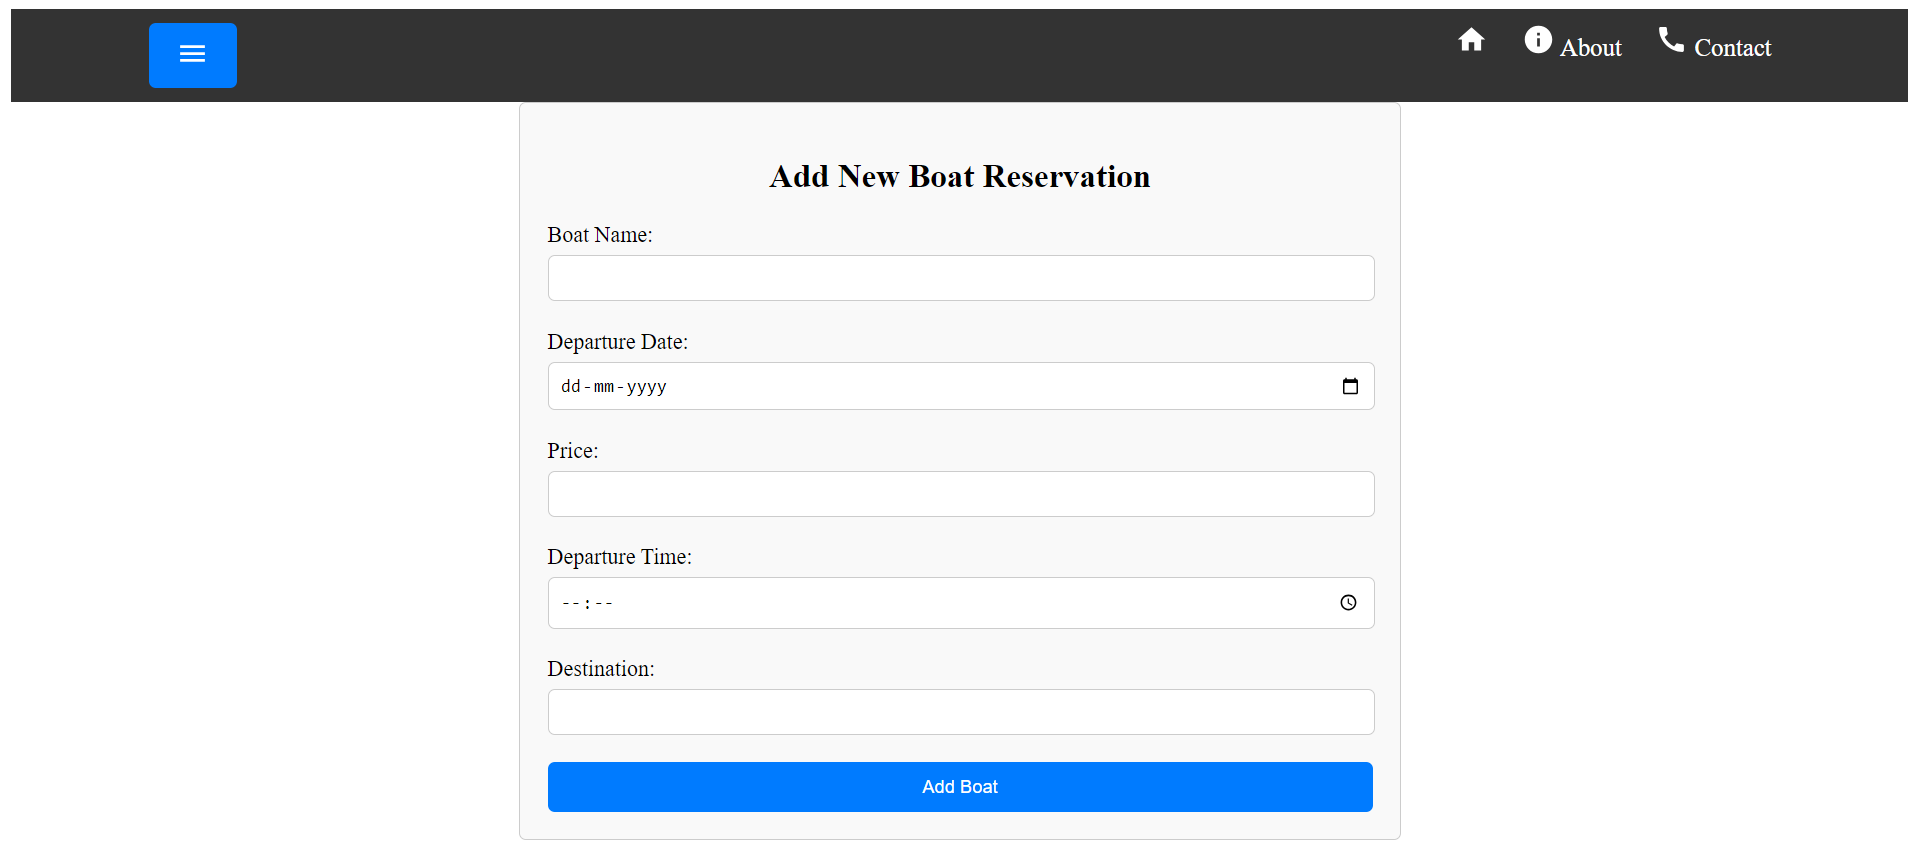 About
Contact
Add New Boat Reservation
Boat Name:
Departure Date:
dd-mm-yyyy
Price:
Departure Time:
--:--
Destination:
Add Boat